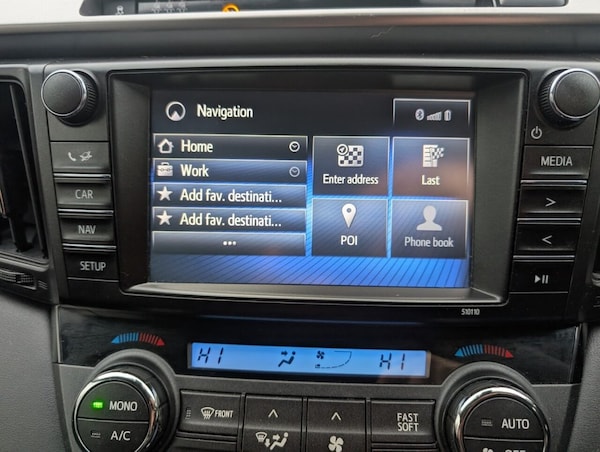 Navigation
Home
Work
Add fav. destinati...
Add fav. destinati...
Enter address
Last
POI
Phone book
CAR
NAV
SETUP
MEDIA
510110
HI
HI
MONO
A/C
FRONT
FAST
SOFT
AUTO
OFF